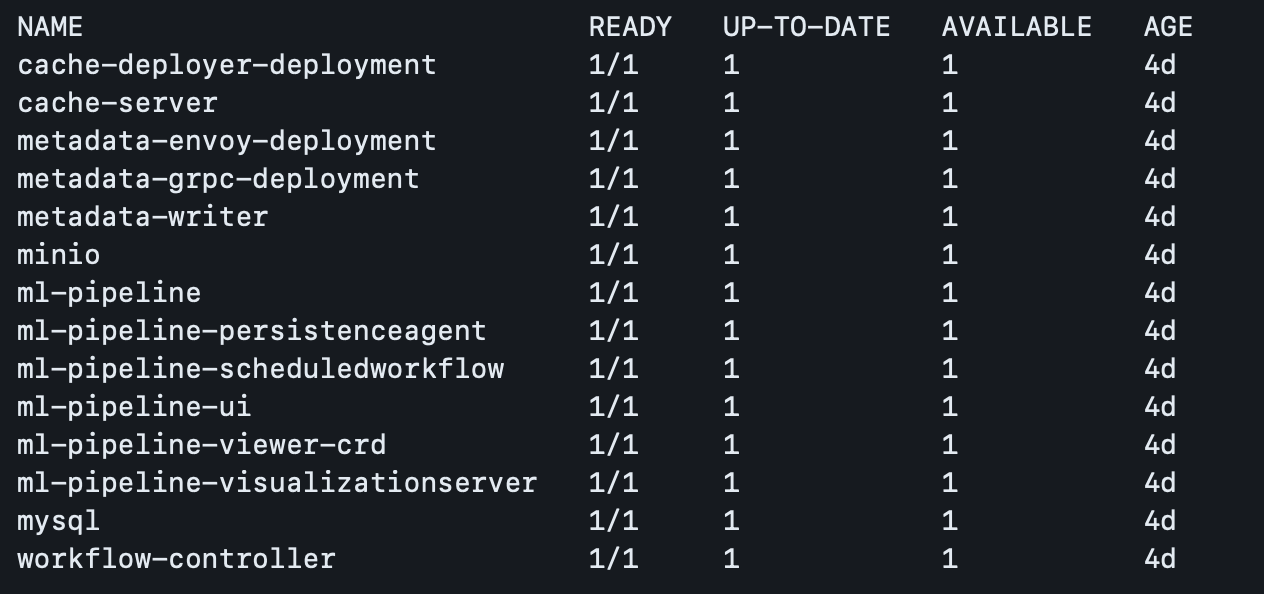 NAME READY UP-TO-DATE AVAILABLE AGE
cache-deployer-deployment 1/1 1 1 4d
cache-server 1/1 1 1 4d
metadata-envoy-deployment 1/1 1 1 4d
metadata-grpc-deployment 1/1 1 1 4d
metadata-writer 1/1 1 1 4d
minio 1/1 1 1 4d
ml-pipeline 1/1 1 1 4d
ml-pipeline-persistenceagent 1/1 1 1 4d
ml-pipeline-scheduledworkflow 1/1 1 1 4d
ml-pipeline-ui 1/1 1 1 4d
ml-pipeline-viewer-crd 1/1 1 1 4d
ml-pipeline-visualizationserver 1/1 1 1 4d
mysql 1/1 1 1 4d
workflow-controller 1/1 1 1 4d